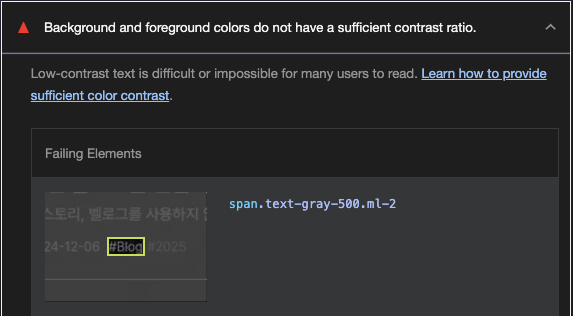 Background and foreground colors do not have a sufficient contrast ratio.
Low-contrast text is difficult or impossible for many users to read. Learn how to provide
sufficient color contrast.
Failing Elements
span.text-gray-500.ml-2
스토리, 벨로그를 사용하지
24-12-06 #Blog #2025